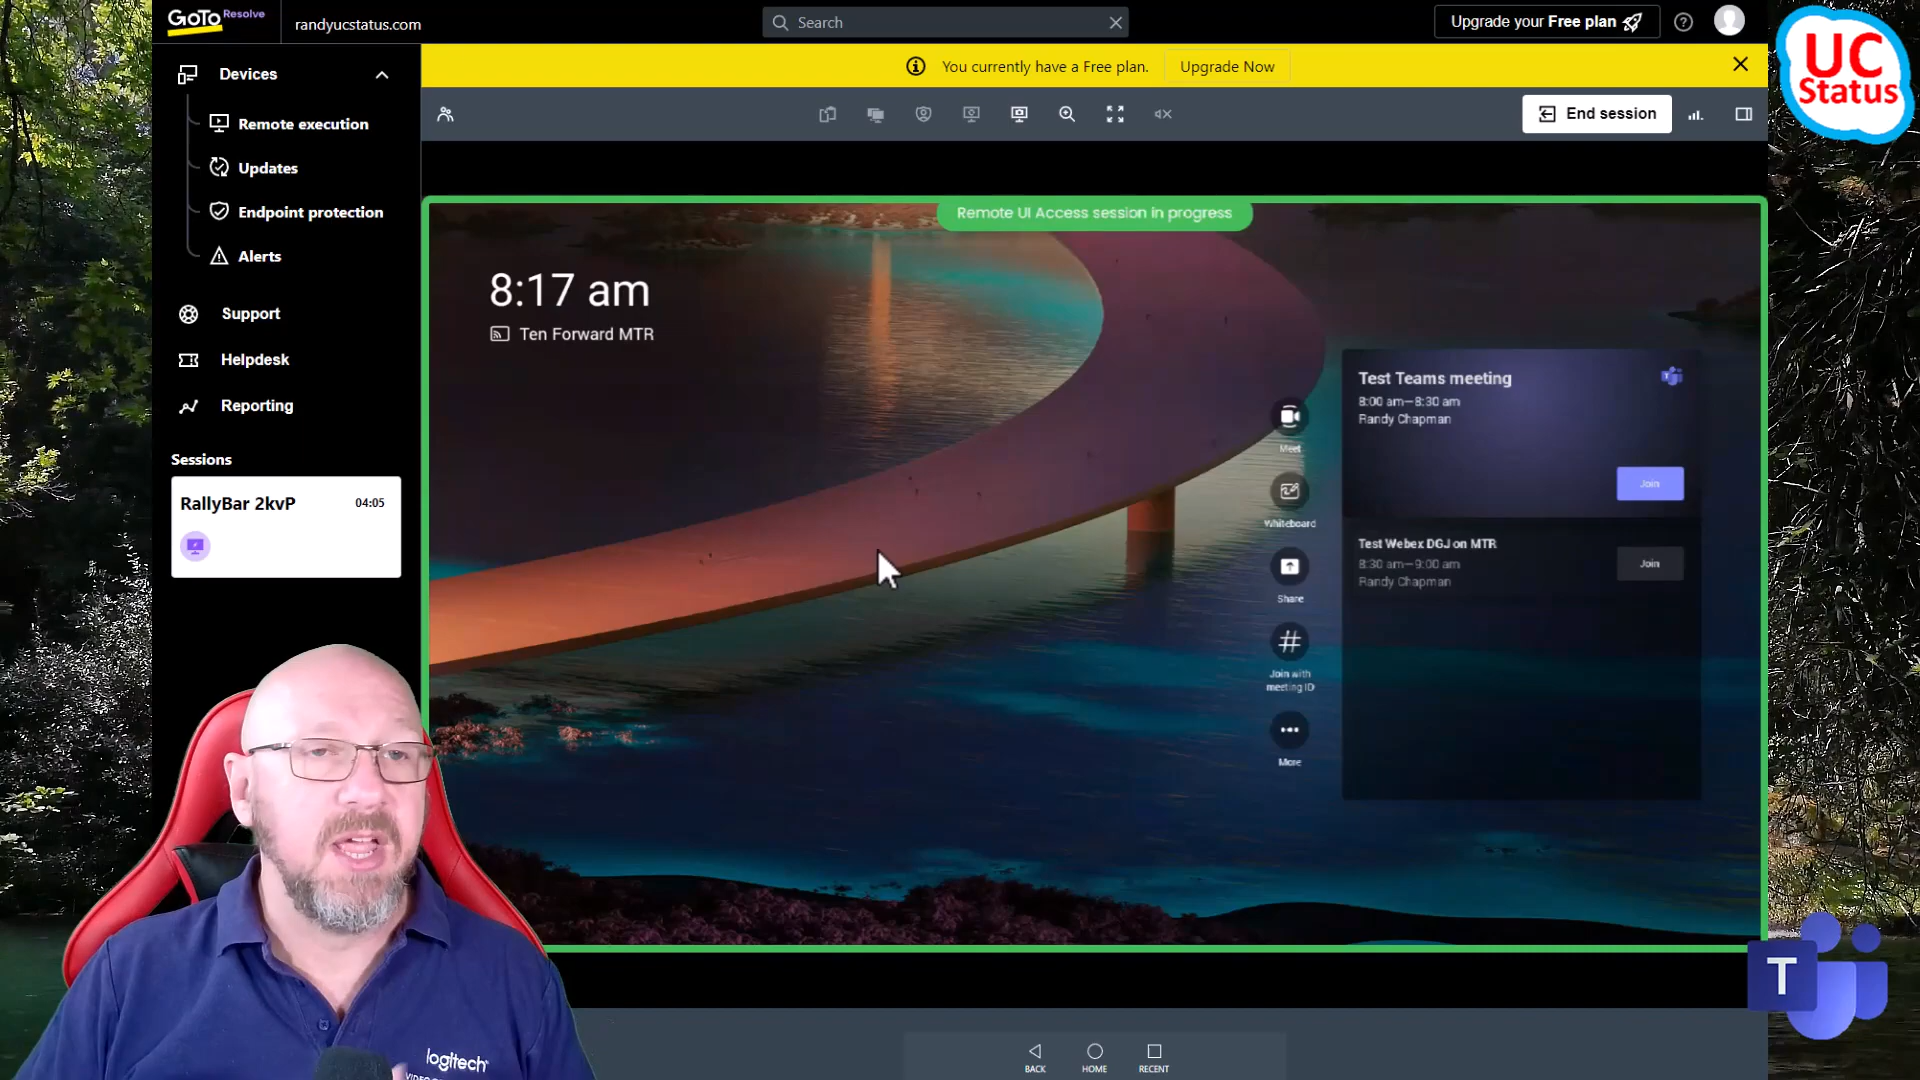 GoTo Resolve
randyucstatus.com
Search
Upgrade your Free plan
UC
Status
Devices
You currently have a Free plan.
Upgrade Now
Remote execution
Updates
Endpoint protection
Alerts
Support
Helpdesk
Reporting
Sessions
RallyBar 2kvP
04:05
End session
Remote UI Access session in progress
8:17 am
Ten Forward MTR
Meet
Whiteboard
Share
Join with
meeting ID
More
Test Teams meeting
8:00 am—8:30 am
Randy Chapman
Join
Test Webex DGJ on MTR
8:30 am—9:00 am
Randy Chapman
Join
logitech
T
BACK
HOME
RECENT